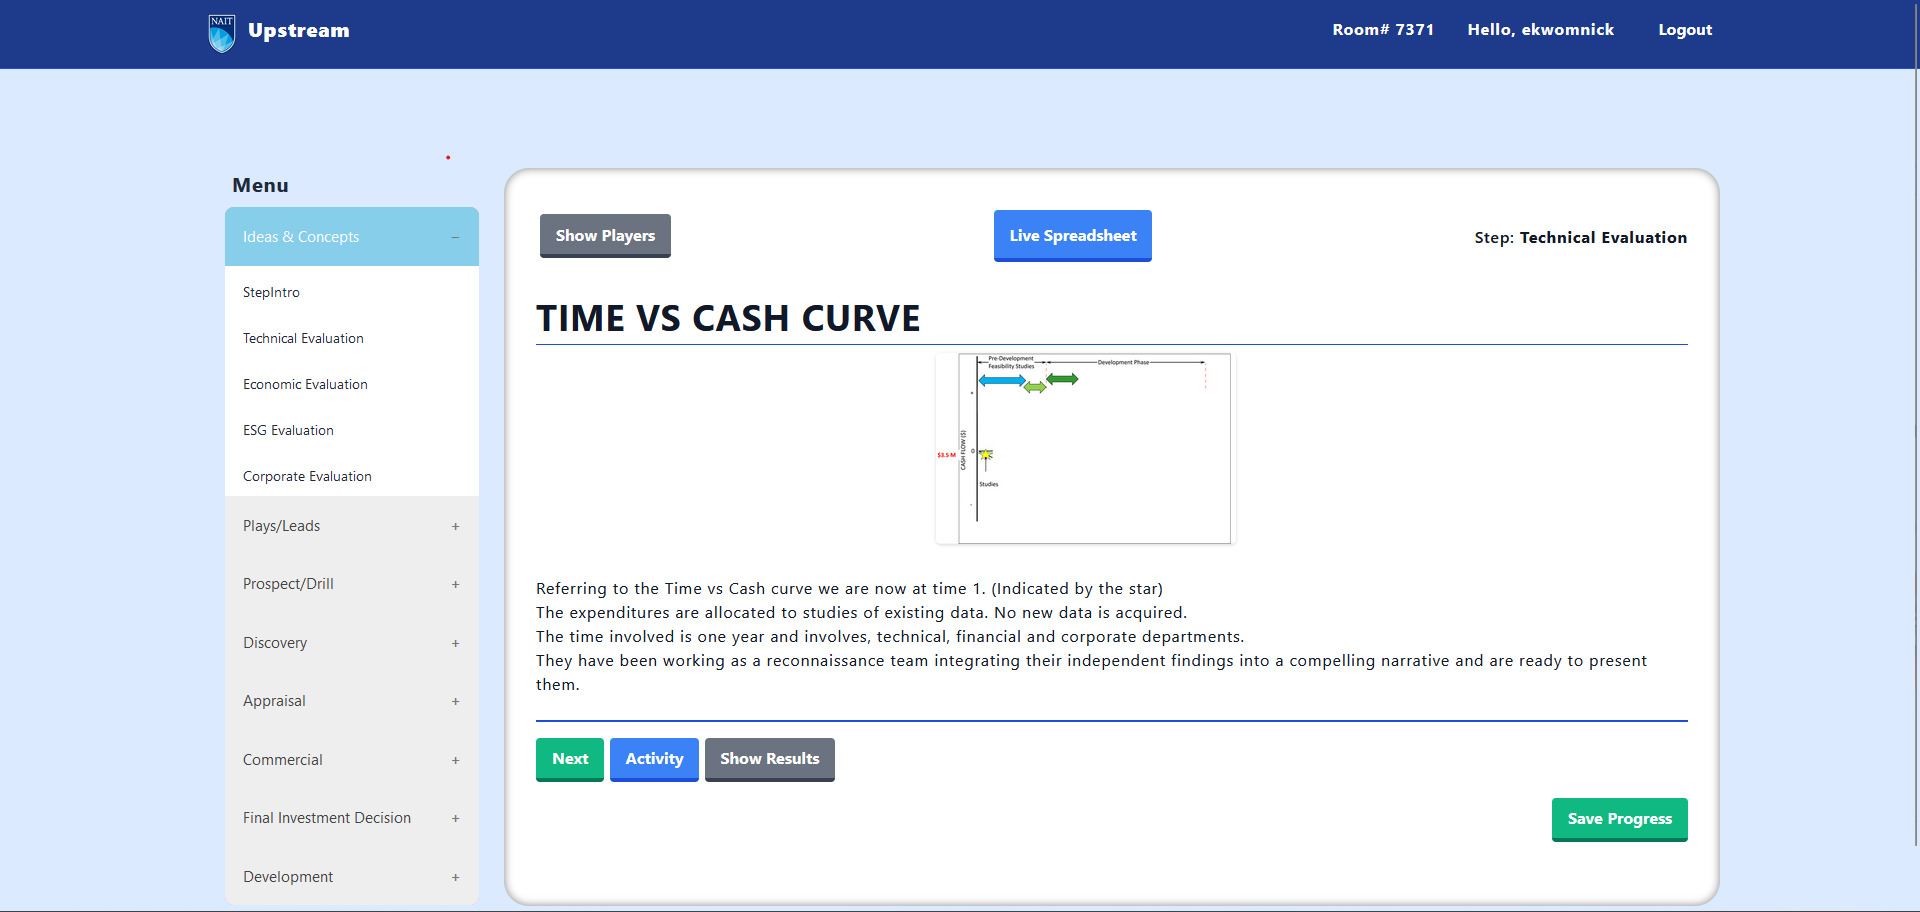 NAIT
Upstream
Room# 7371
Hello, ekwomnick
Logout
Menu
Ideas & Concepts −
StepIntro
Technical Evaluation
Economic Evaluation
ESG Evaluation
Corporate Evaluation
Plays/Leads +
Prospect/Drill +
Discovery +
Appraisal +
Commercial +
Final Investment Decision +
Development +
Show Players
Live Spreadsheet
Step: Technical Evaluation
TIME VS CASH CURVE
Pre-Development
Feasibility Studies
Development Phase
+
CASH FLOW ($)
0
$3.5 M
Studies
-
Referring to the Time vs Cash curve we are now at time 1. (Indicated by the star)
The expenditures are allocated to studies of existing data. No new data is acquired.
The time involved is one year and involves, technical, financial and corporate departments.
They have been working as a reconnaissance team integrating their independent findings into a compelling narrative and are ready to present
them.
Next
Activity
Show Results
Save Progress